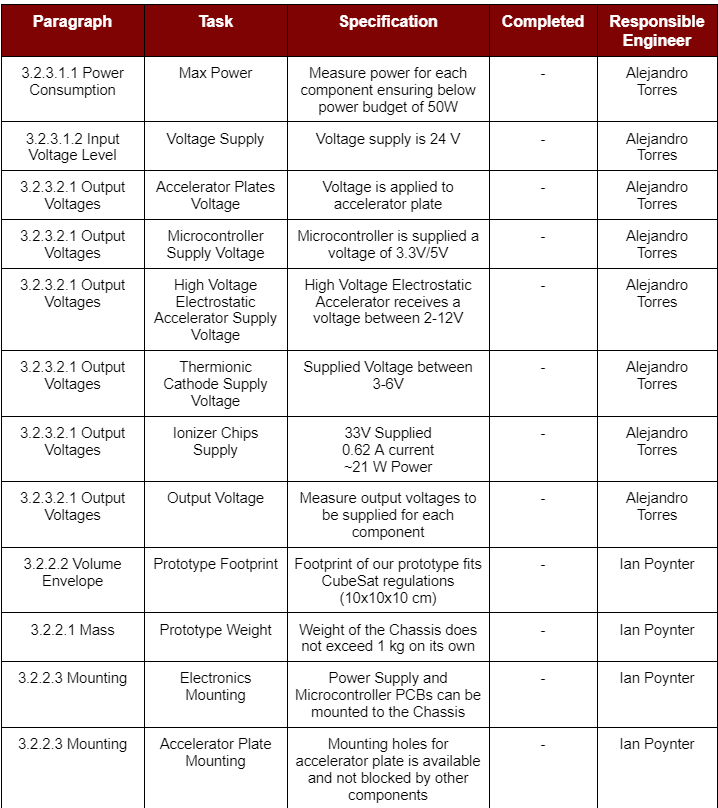 Paragraph Task Specification Completed Responsible Engineer
3.2.3.1.1 Power Consumption Max Power Measure power for each component ensuring below power budget of 50W - Alejandro Torres
3.2.3.1.2 Input Voltage Level Voltage Supply Voltage supply is 24 V - Alejandro Torres
3.2.3.2.1 Output Voltages Accelerator Plates Voltage Voltage is applied to accelerator plate - Alejandro Torres
3.2.3.2.1 Output Voltages Microcontroller Supply Voltage Microcontroller is supplied a voltage of 3.3V/5V - Alejandro Torres
3.2.3.2.1 Output Voltages High Voltage Electrostatic Accelerator Supply Voltage High Voltage Electrostatic Accelerator receives a voltage between 2-12V - Alejandro Torres
3.2.3.2.1 Output Voltages Thermionic Cathode Supply Voltage Supplied Voltage between 3-6V - Alejandro Torres
3.2.3.2.1 Output Voltages Ionizer Chips Supply 33V Supplied 0.62 A current ~21 W Power - Alejandro Torres
3.2.3.2.1 Output Voltages Output Voltage Measure output voltages to be supplied for each component - Alejandro Torres
3.2.2.2 Volume Envelope Prototype Footprint Footprint of our prototype fits CubeSat regulations (10x10x10 cm) - Ian Poynter
3.2.2.1 Mass Prototype Weight Weight of the Chassis does not exceed 1 kg on its own - Ian Poynter
3.2.2.3 Mounting Electronics Mounting Power Supply and Microcontroller PCBs can be mounted to the Chassis - Ian Poynter
3.2.2.3 Mounting Accelerator Plate Mounting Mounting holes for accelerator plate is available and not blocked by other components - Ian Poynter